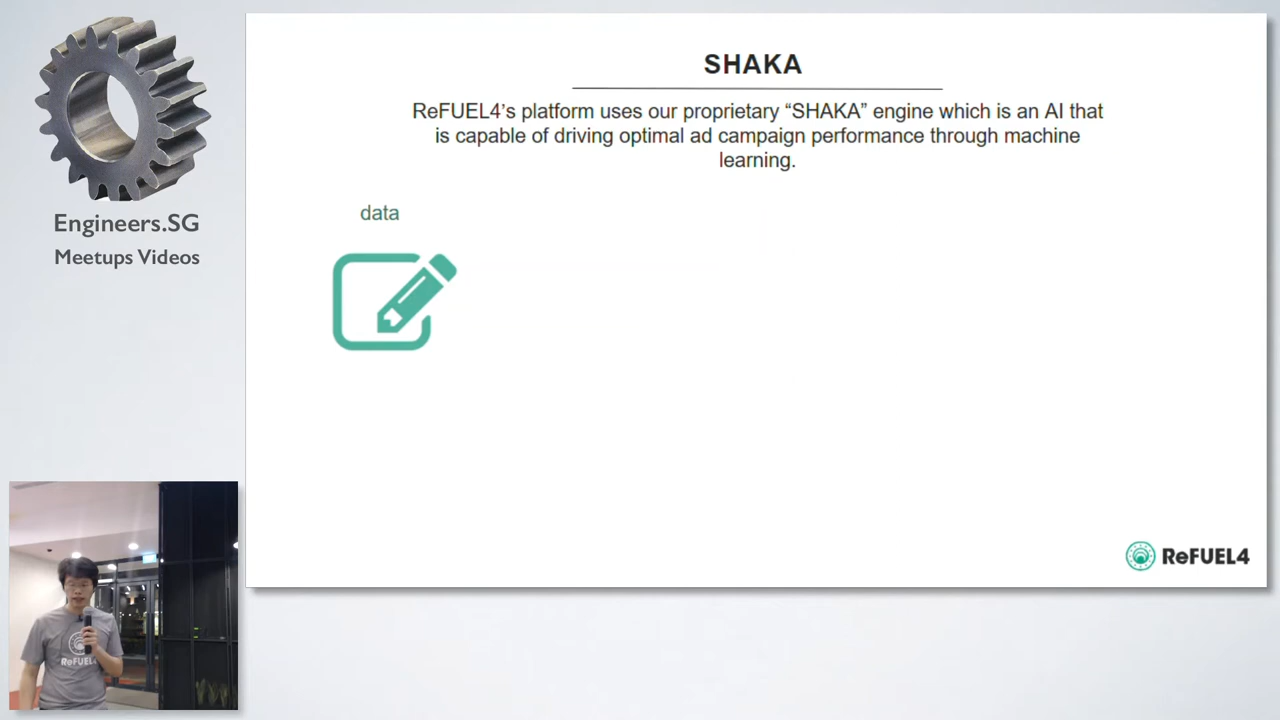 Engineers.SG
Meetups Videos
SHAKA
ReFUEL4's platform uses our proprietary “SHAKA” engine which is an AI that
is capable of driving optimal ad campaign performance through machine
learning.
data
ReFUEL4
ReFUEL4